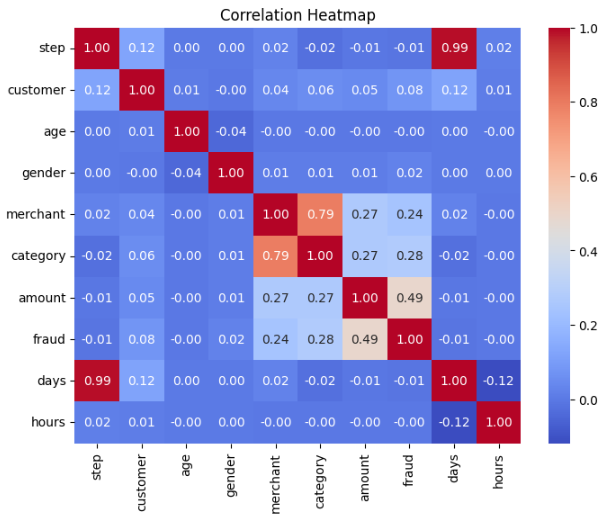 Correlation Heatmap
step 1.00 0.12 0.00 0.00 0.02 -0.02 -0.01 -0.01 0.99 0.02
customer 0.12 1.00 0.01 -0.00 0.04 0.06 0.05 0.08 0.12 0.01
age 0.00 0.01 1.00 -0.04 -0.00 -0.00 -0.00 -0.00 0.00 -0.00
gender 0.00 -0.00 -0.04 1.00 0.01 0.01 0.01 0.02 0.00 0.00
merchant 0.02 0.04 -0.00 0.01 1.00 0.79 0.27 0.24 0.02 -0.00
category -0.02 0.06 -0.00 0.01 0.79 1.00 0.27 0.28 -0.02 -0.00
amount -0.01 0.05 -0.00 0.01 0.27 0.27 1.00 0.49 -0.01 -0.00
fraud -0.01 0.08 -0.00 0.02 0.24 0.28 0.49 1.00 -0.01 -0.00
days 0.99 0.12 0.00 0.00 0.02 -0.02 -0.01 -0.01 1.00 -0.12
hours 0.02 0.01 -0.00 0.00 -0.00 -0.00 -0.00 -0.00 -0.12 1.00
step customer age gender merchant category amount fraud days hours
1.0
0.8
0.6
0.4
0.2
0.0